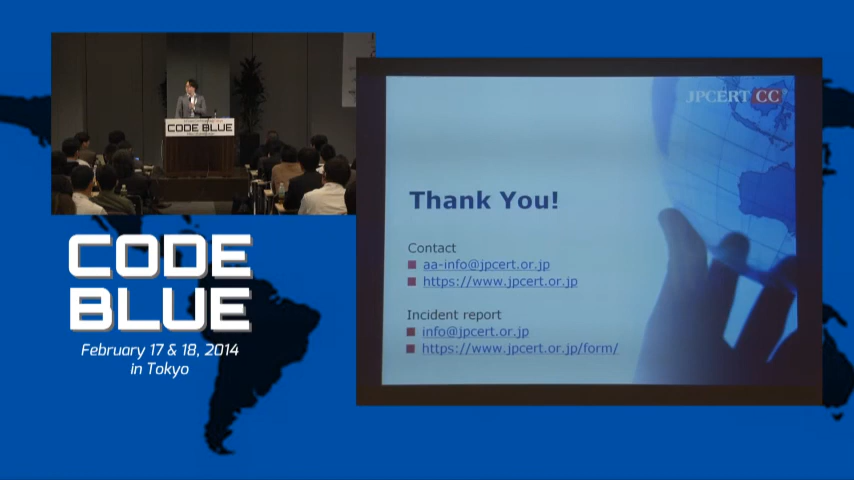 CODE BLUE
CODE
BLUE
February 17 & 18, 2014
in Tokyo
JPCERT CC
Thank You!
Contact
aa-info@jpcert.or.jp
https://www.jpcert.or.jp
Incident report
info@jpcert.or.jp
https://www.jpcert.or.jp/form/